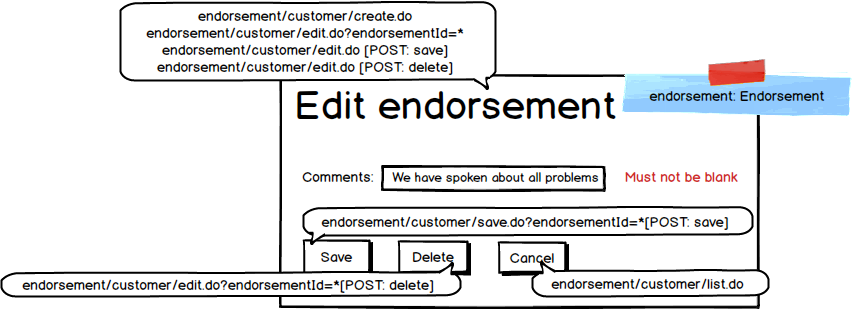 endorsement/customer/create.do
endorsement/customer/edit.do?endorsementId=*
endorsement/customer/edit.do [POST: save]
endorsement/customer/edit.do [POST: delete]
Edit endorsement
endorsement: Endorsement
Comments: We have spoken about all problems Must not be blank
endorsement/customer/save.do?endorsementId=*[POST: save]
Save Delete Cancel
endorsement/customer/edit.do?endorsementId=*[POST: delete]
endorsement/customer/list.do